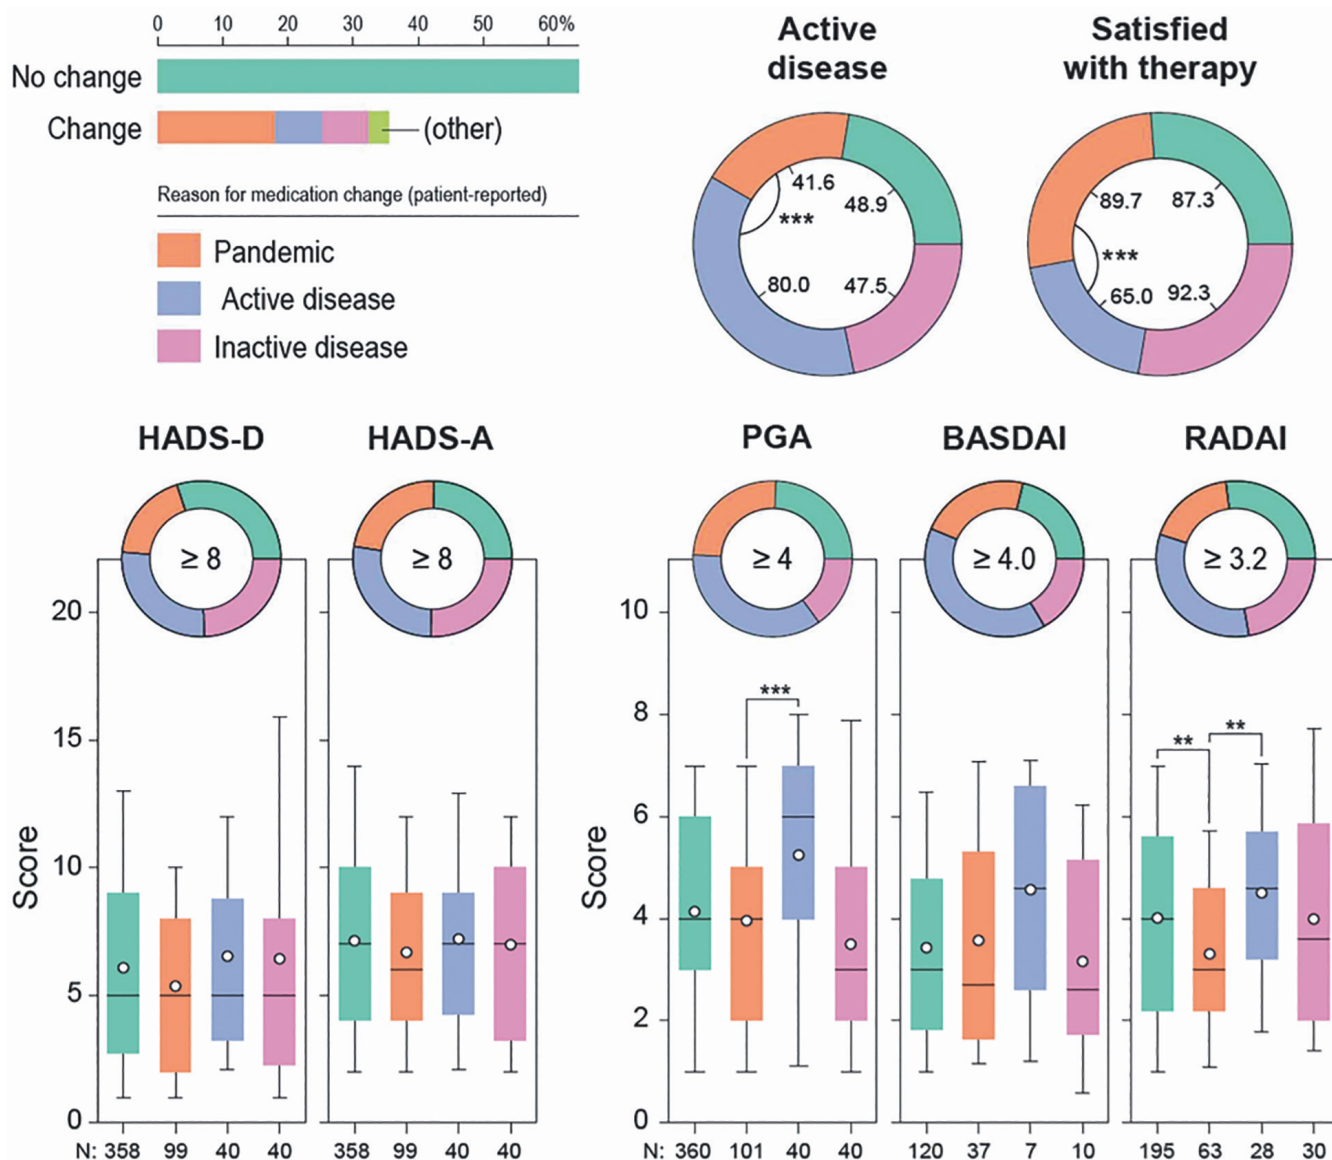 0 10 20 30 40 50 60%
No change
Change
(other)
Reason for medication change (patient-reported)
Pandemic
Active disease
Inactive disease
Active
disease
41.6
48.9
***
80.0
47.5
Satisfied
with therapy
89.7
87.3
***
65.0
92.3
HADS-D
HADS-A
PGA
BASDAI
RADAI
≥ 8
≥ 8
≥ 4
≥ 4.0
≥ 3.2
Score
20
15
10
5
0
Score
10
8
6
4
2
0
***
**
**
N: 358 99 40 40
358 99 40 40
N: 360 101 40 40
120 37 7 10
195 63 28 30